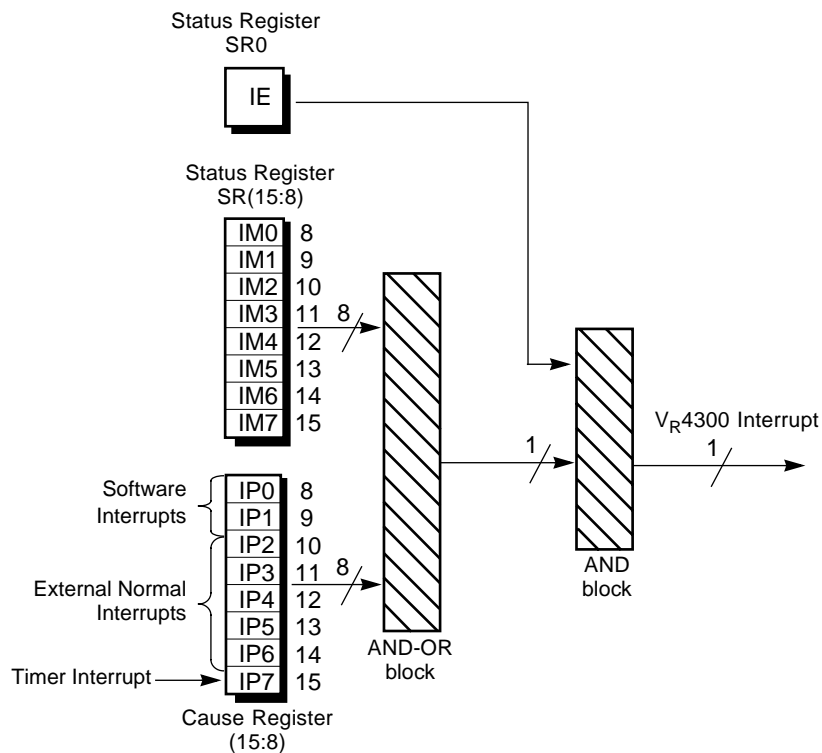 Status Register
SR0
IE
Status Register
SR(15:8)
IM0 8
IM1 9
IM2 10
IM3 11
IM4 12
IM5 13
IM6 14
IM7 15
8
Software
Interrupts
External Normal
Interrupts
Timer Interrupt
IP0 8
IP1 9
IP2 10
IP3 11
IP4 12
IP5 13
IP6 14
IP7 15
8
Cause Register
(15:8)
AND-OR
block
1
AND
block
VR4300 Interrupt
1